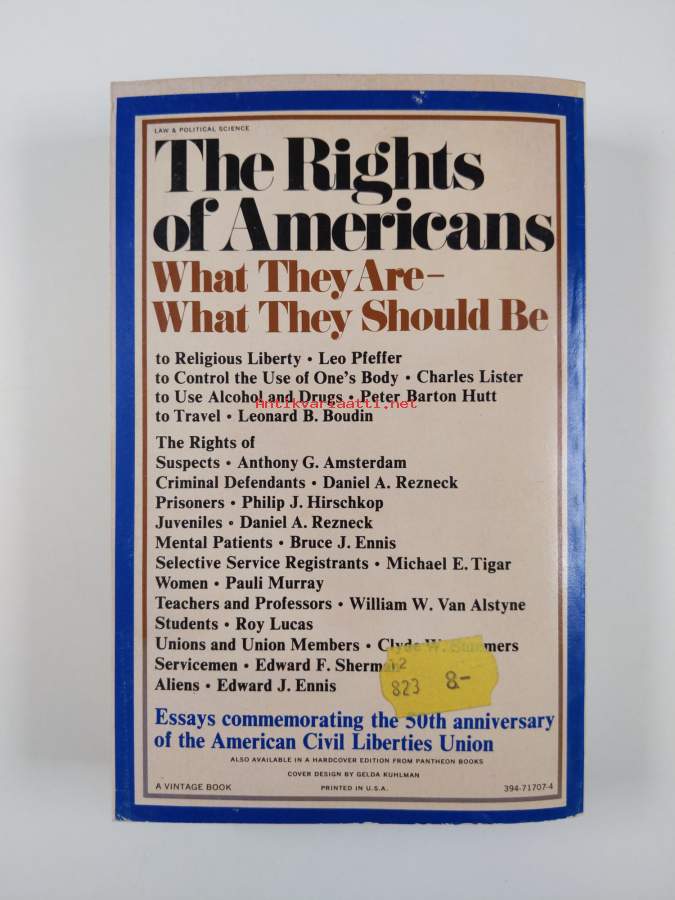 LAW & POLITICAL SCIENCE
The Rights
of Americans
What They Are–
What They Should Be
to Religious Liberty • Leo Pfeffer
to Control the Use of One's Body • Charles Lister
to Use Alcohol and Drugs • Peter Barton Hutt
antikvariaatti.net
to Travel • Leonard B. Boudin
The Rights of
Suspects • Anthony G. Amsterdam
Criminal Defendants • Daniel A. Rezneck
Prisoners • Philip J. Hirschkop
Juveniles • Daniel A. Rezneck
Mental Patients • Bruce J. Ennis
Selective Service Registrants • Michael E. Tigar
Women • Pauli Murray
Teachers and Professors • William W. Van Alstyne
Students • Roy Lucas
Unions and Union Members • Clyde W. Summers
Servicemen • Edward F. Sherman
12
823 8-
Aliens • Edward J. Ennis
Essays commemorating the 50th anniversary
of the American Civil Liberties Union
ALSO AVAILABLE IN A HARDCOVER EDITION FROM PANTHEON BOOKS
COVER DESIGN BY GELDA KUHLMAN
A VINTAGE BOOK PRINTED IN U.S.A. 394-71707-4